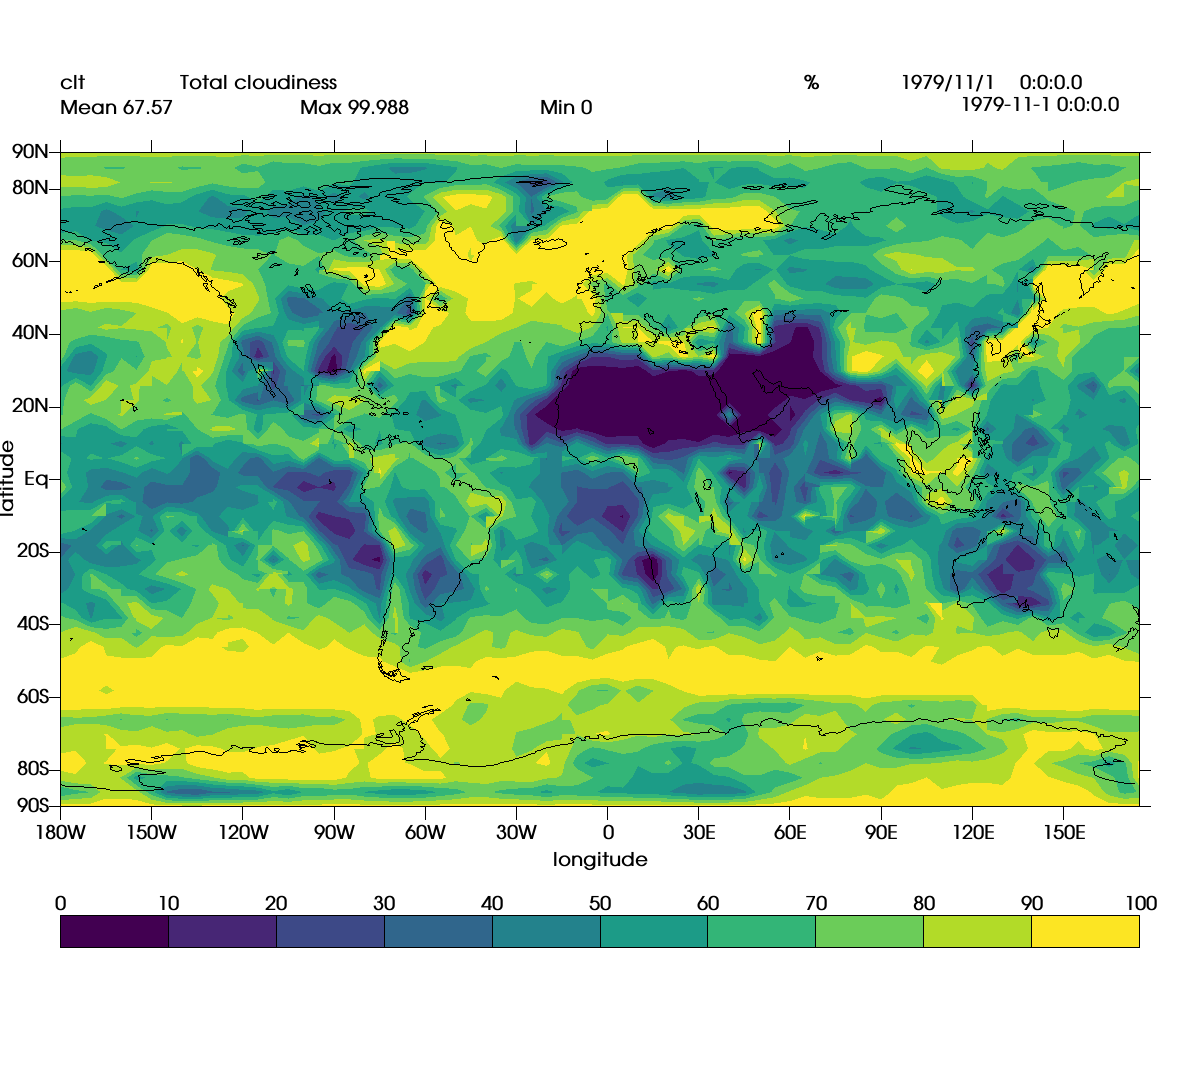 clt Total cloudiness % 1979/11/1 0:0:0.0
Mean 67.57 Max 99.988 Min 0 1979-11-1 0:0:0.0
90N
80N
60N
40N
20N
Eq
20S
40S
60S
80S
90S
latitude
180W 150W 120W 90W 60W 30W 0 30E 60E 90E 120E 150E
longitude
0 10 20 30 40 50 60 70 80 90 100